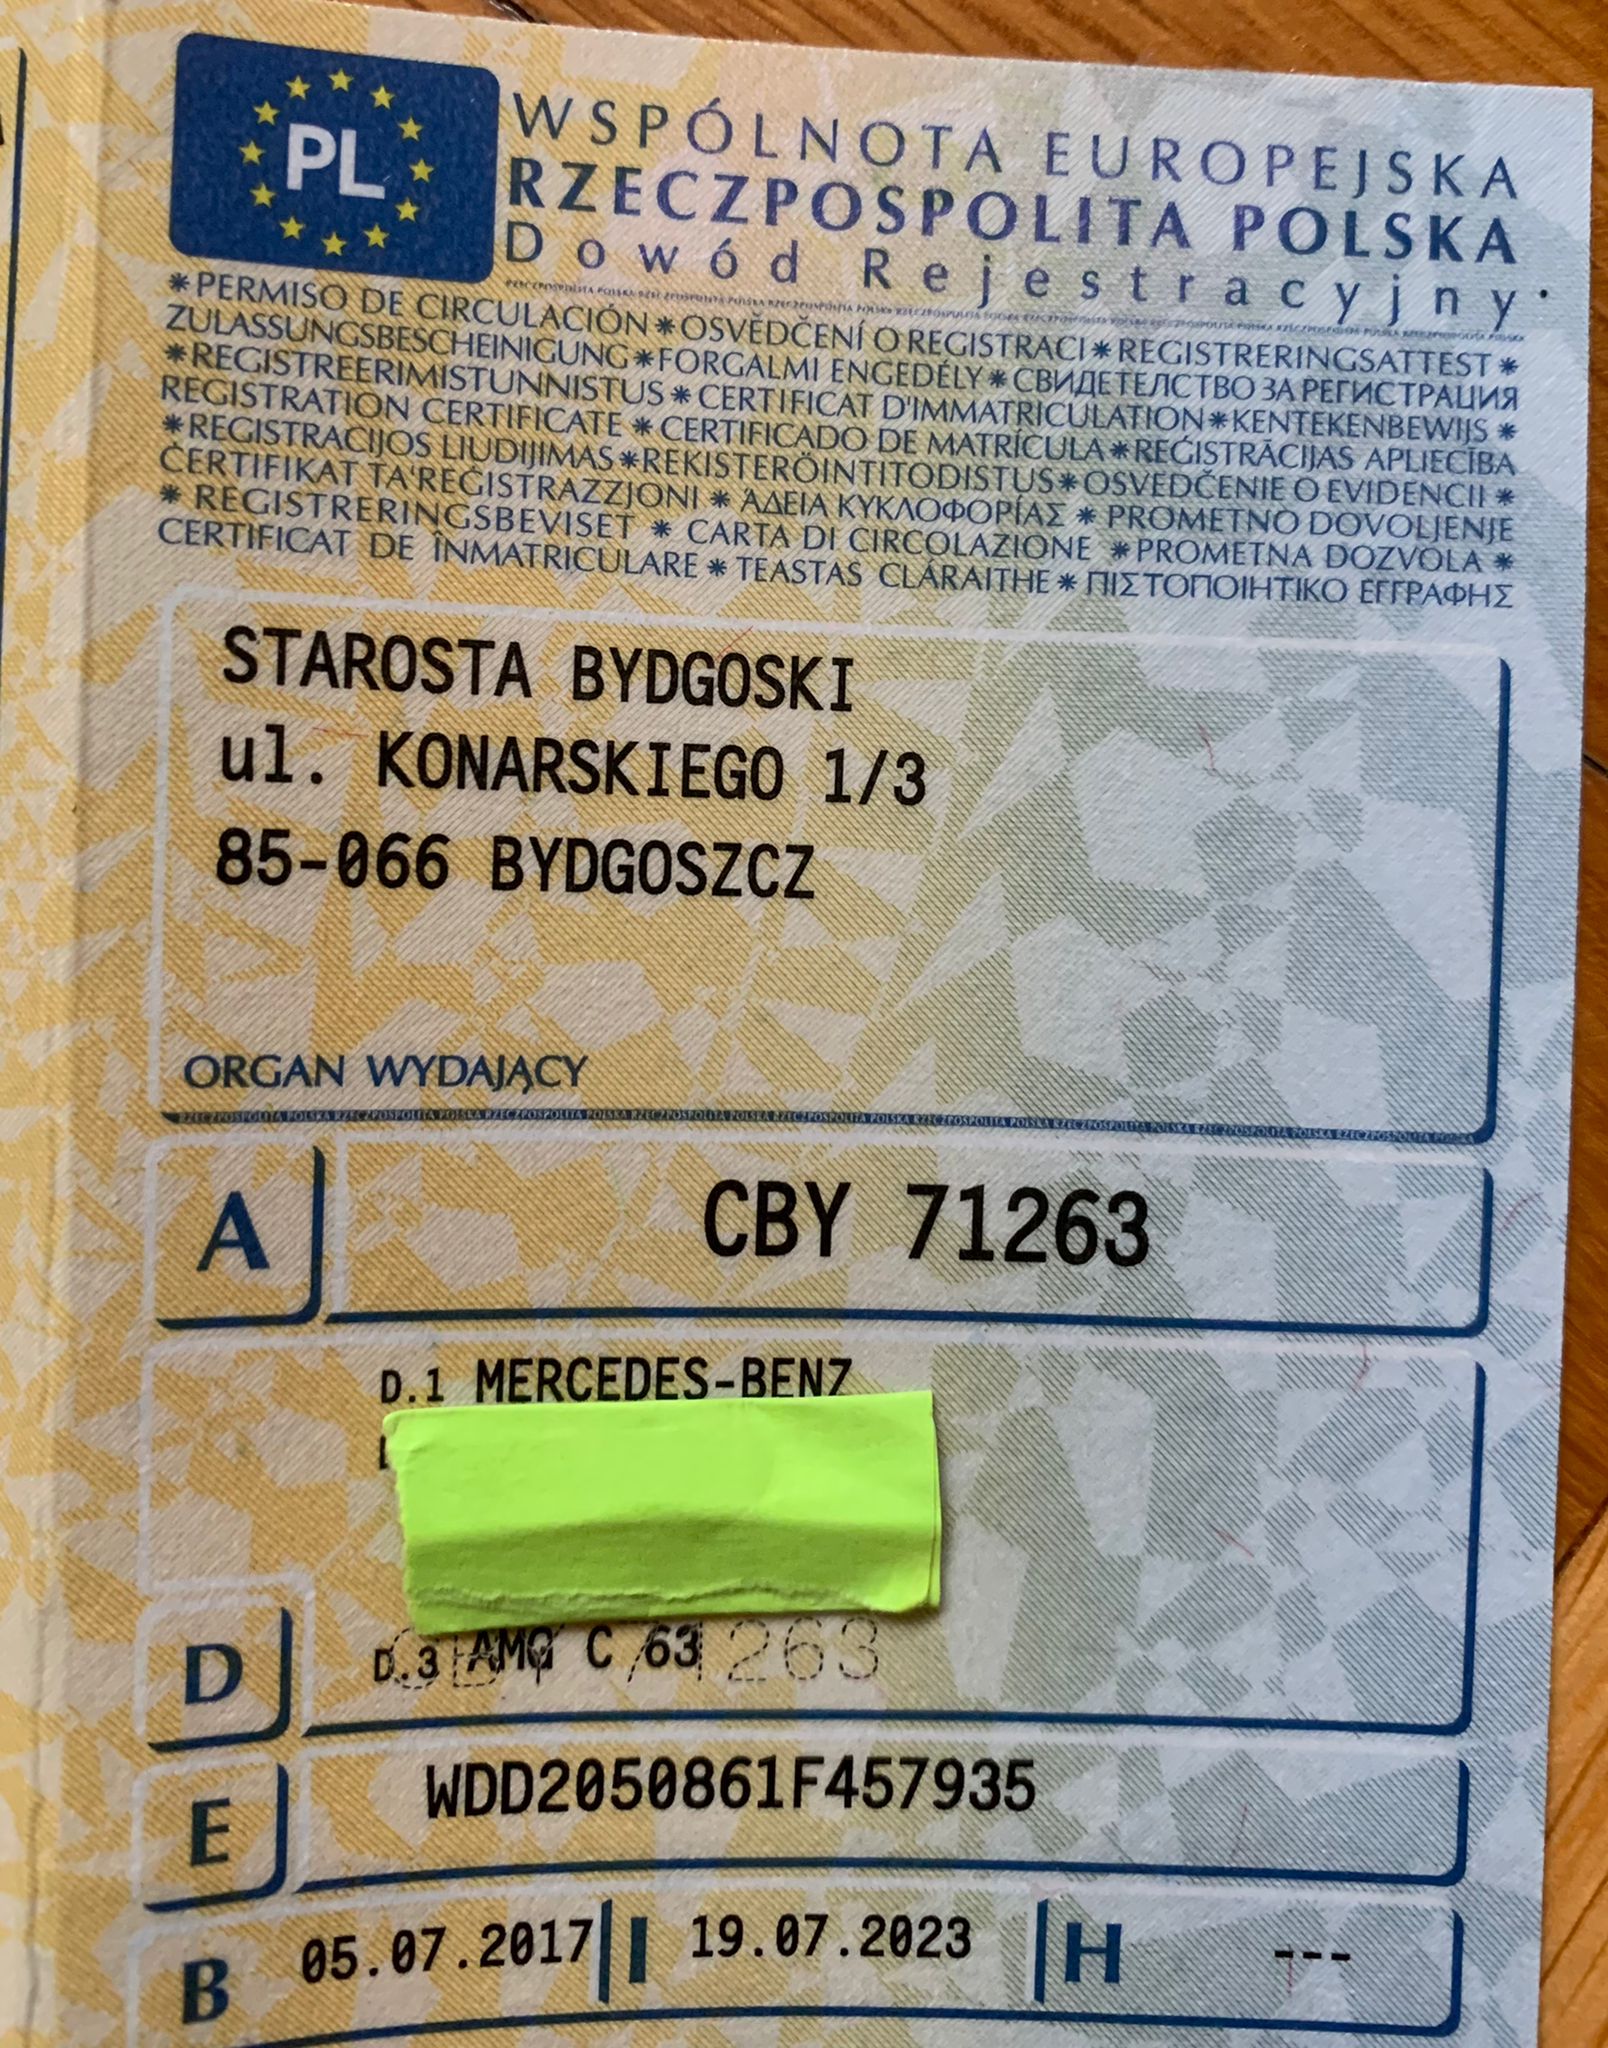 PL
WSPÓLNOTA EUROPEJSKA
RZECZPOSPOLITA POLSKA
Dowód Rejestracyjny
*PERMISO DE CIRCULACIÓN*OSVĚDČENÍ O REGISTRACI*REGISTRERINGSATTEST*
ZULASSUNGSBESCHEINIGUNG*FORGALMI ENGEDÉLY*СВИДЕТЕЛСТВО ЗА РЕГИСТРАЦИЯ
*REGISTREERIMISTUNNISTUS*CERTIFICAT D'IMMATRICULATION*KENTEKENBEWIJS*
REGISTRATION CERTIFICATE*CERTIFICADO DE MATRÍCULA*REĢISTRĀCIJAS APLIECĪBA
*REGISTRACIJOS LIUDIJIMAS*REKISTERÖINTITODISTUS*OSVEDČENIE O EVIDENCII*
ĊERTIFIKAT TA'REĠISTRAZZJONI*ΆΔΕΙΑ ΚΥΚΛΟΦΟΡΊΑΣ*PROMETNO DOVOLJENJE
*REGISTRERINGSBEVISET*CARTA DI CIRCOLAZIONE*PROMETNA DOZVOLA*
CERTIFICAT DE ÎNMATRICULARE*TEASTAS CLÁRAITHE*ΠΙΣΤΟΠΟΙΗΤΙΚΟ ΕΓΓΡΑΦΗΣ
STAROSTA BYDGOSKI
ul. KONARSKIEGO 1/3
85-066 BYDGOSZCZ
ORGAN WYDAJĄCY
A CBY 71263
D.1 MERCEDES-BENZ
D D.3 AMG C 63
E WDD2050861F457935
B 05.07.2017 I 19.07.2023 H ---